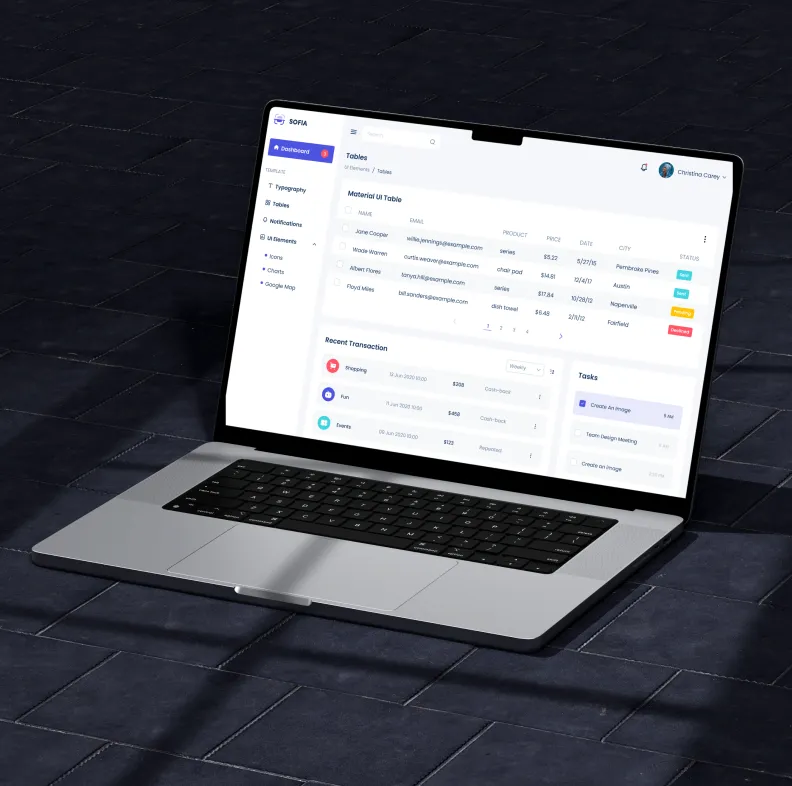 SOFIA
Search
Dashboard
Christina Carey
Tables
UI Elements / Tables
TEMPLATE
Typography
Tables
Notifications
UI Elements
Icons
Charts
Google Map
Material UI Table
NAME EMAIL PRODUCT PRICE DATE CITY STATUS
Jane Cooper willie.jennings@example.com series $5.22 5/27/15 Pembroke Pines Sent
Wade Warren curtis.weaver@example.com chair pad $14.81 12/4/17 Austin Sent
Albert Flores tanya.hill@example.com series $17.84 10/28/12 Naperville Pending
Floyd Miles bill.sanders@example.com dish towel $6.48 2/11/12 Fairfield Declined
1 2 3 4
Recent Transaction
Weekly
Shopping 13 Jun 2020 10:00 $208 Cash-back
Fun 11 Jun 2020 10:00 $458 Cash-back
Events 09 Jun 2020 10:00 $123 Repeated
Tasks
Create An Image 8 AM
Team Design Meeting
Create an Image